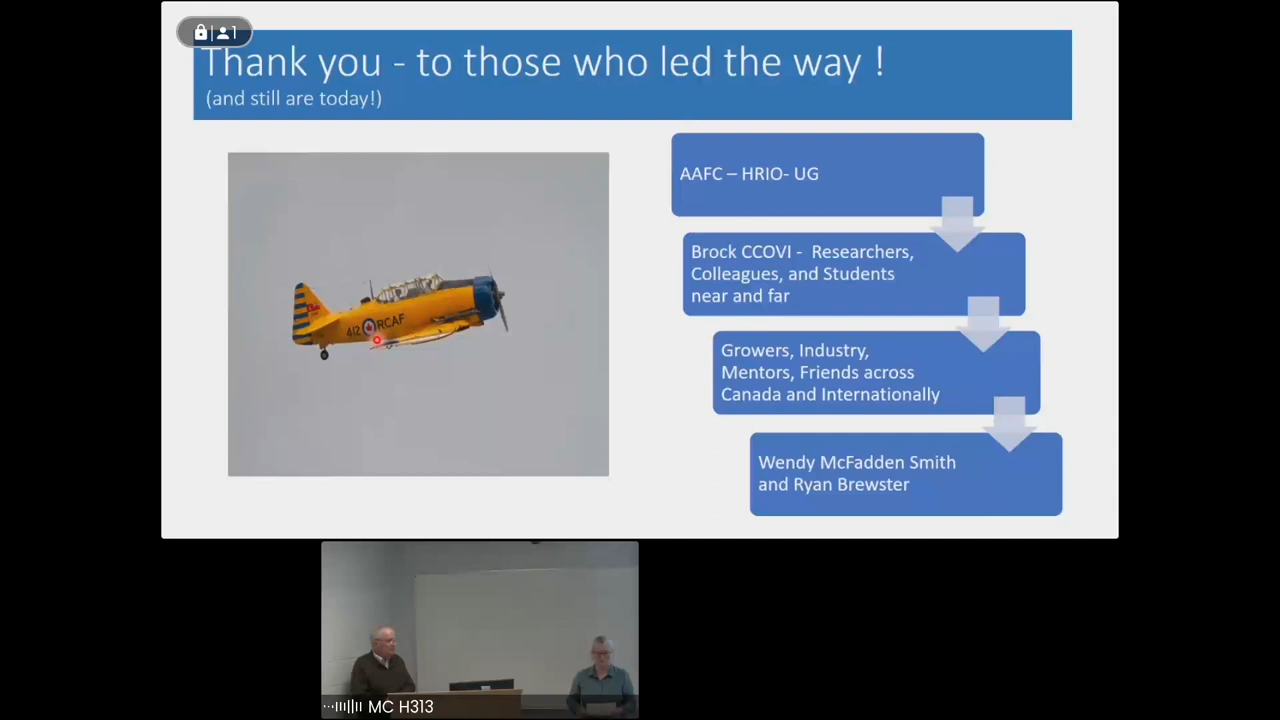 1
Thank you - to those who led the way !
(and still are today!)
412 RCAF
AAFC – HRIO- UG
Brock CCOVI - Researchers,
Colleagues, and Students
near and far
Growers, Industry,
Mentors, Friends across
Canada and Internationally
Wendy McFadden Smith
and Ryan Brewster
MC H313